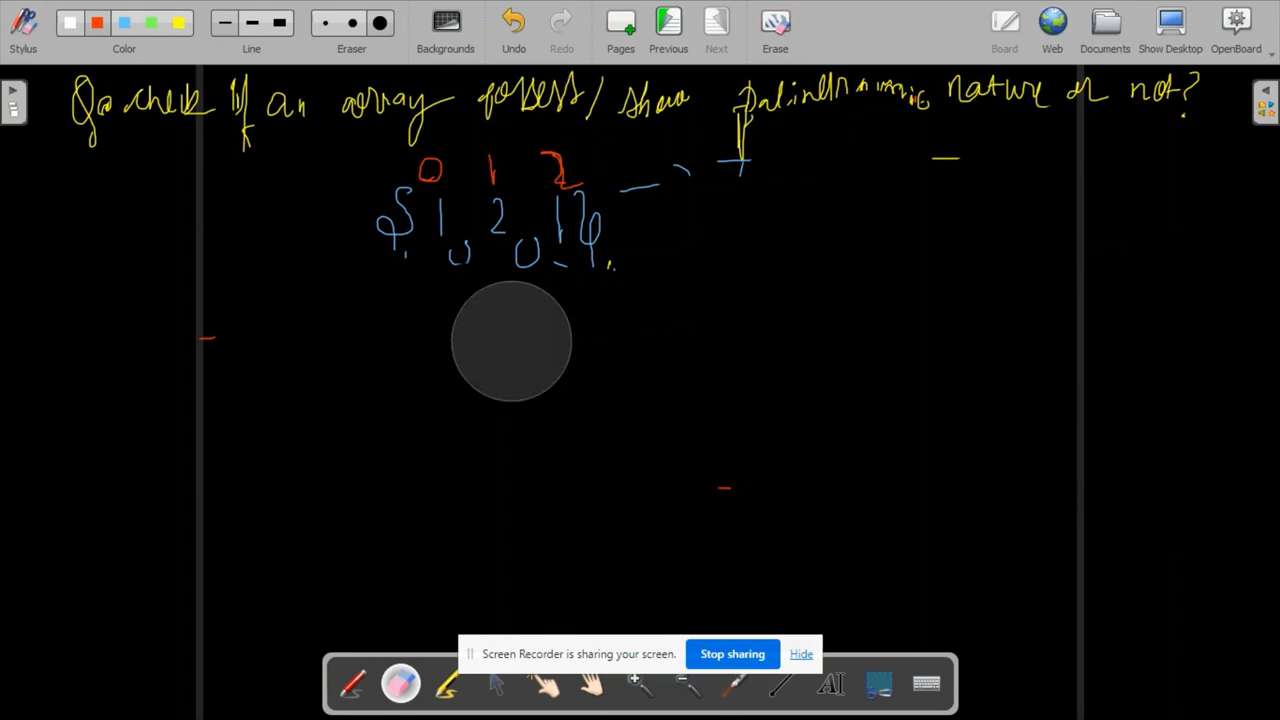 Stylus Color Line Eraser Backgrounds Undo Redo Pages Previous Next Erase Board Web Documents Show Desktop OpenBoard
Q check If an array posses/ show palindromic nature or not?
0 1 2
{1, 2, 1}
Screen Recorder is sharing your screen. Stop sharing Hide